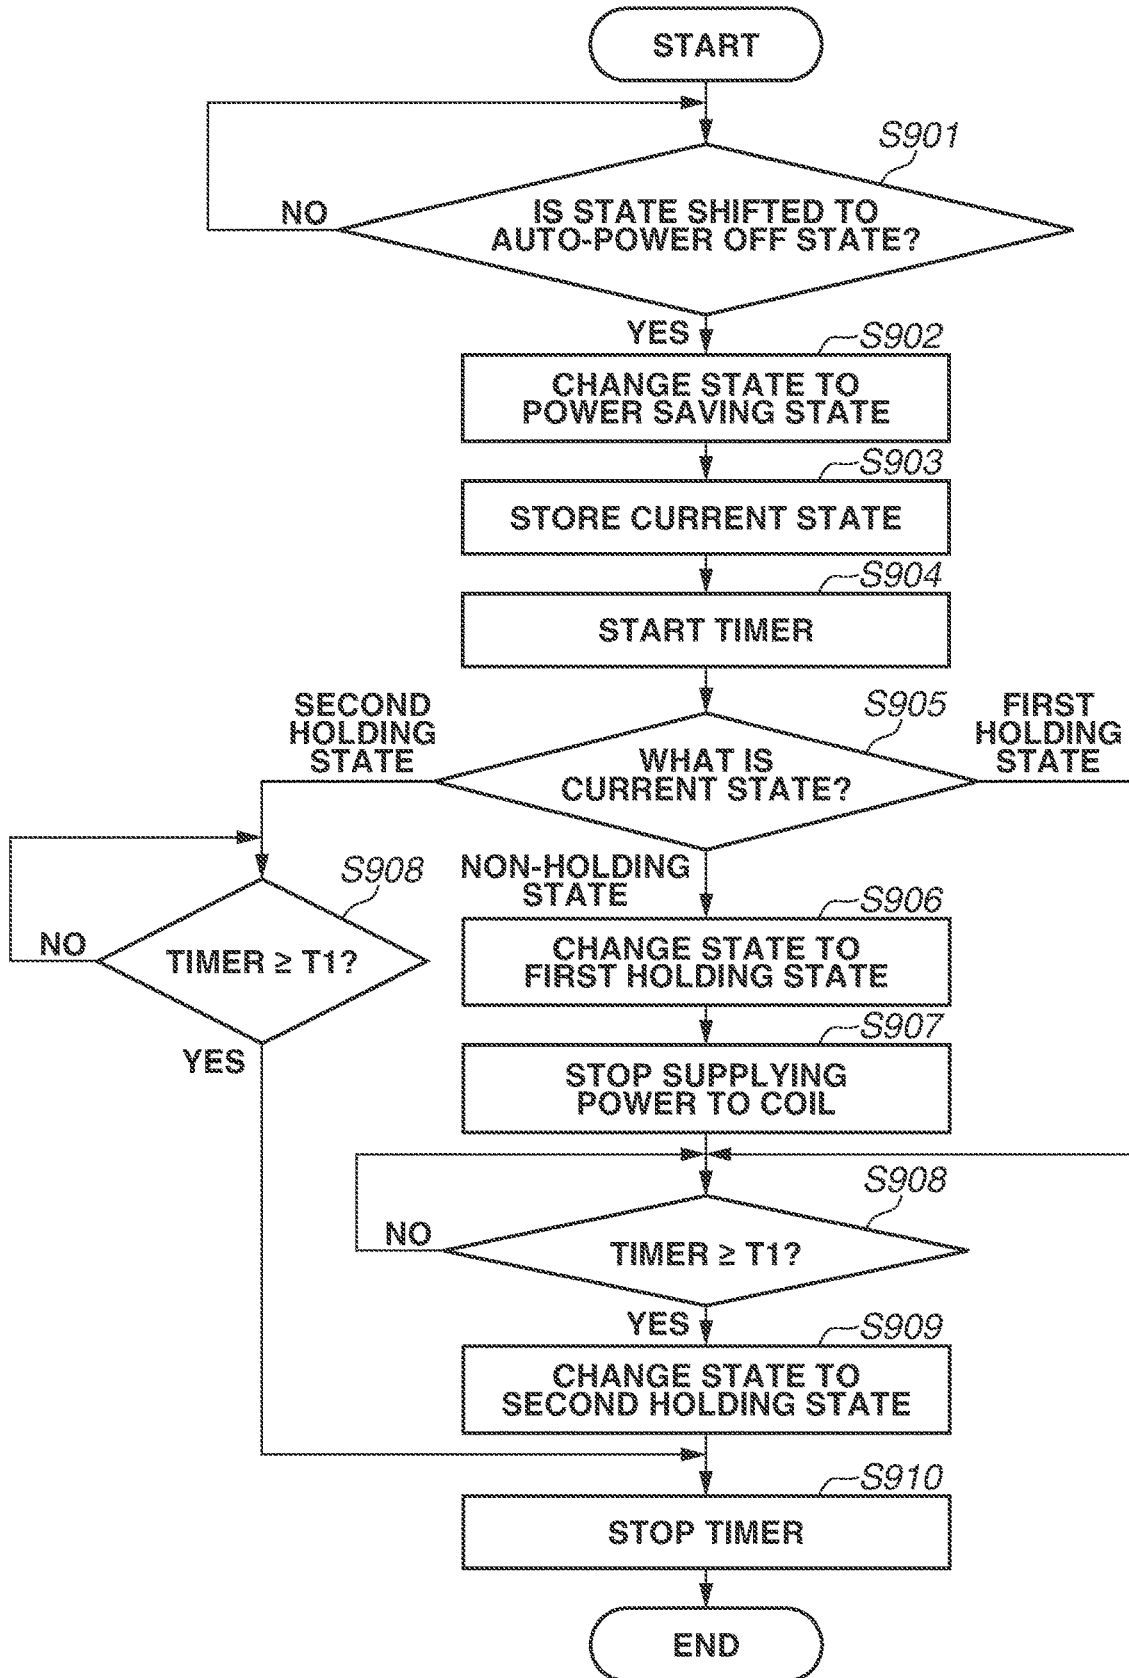 START
S901
IS STATE SHIFTED TO
AUTO-POWER OFF STATE?
NO
YES
S902
CHANGE STATE TO
POWER SAVING STATE
S903
STORE CURRENT STATE
S904
START TIMER
SECOND
HOLDING
STATE
S905
WHAT IS
CURRENT STATE?
FIRST
HOLDING
STATE
S908
TIMER ≥ T1?
NO
YES
NON-HOLDING
STATE
S906
CHANGE STATE TO
FIRST HOLDING STATE
S907
STOP SUPPLYING
POWER TO COIL
S908
TIMER ≥ T1?
NO
YES
S909
CHANGE STATE TO
SECOND HOLDING STATE
S910
STOP TIMER
END